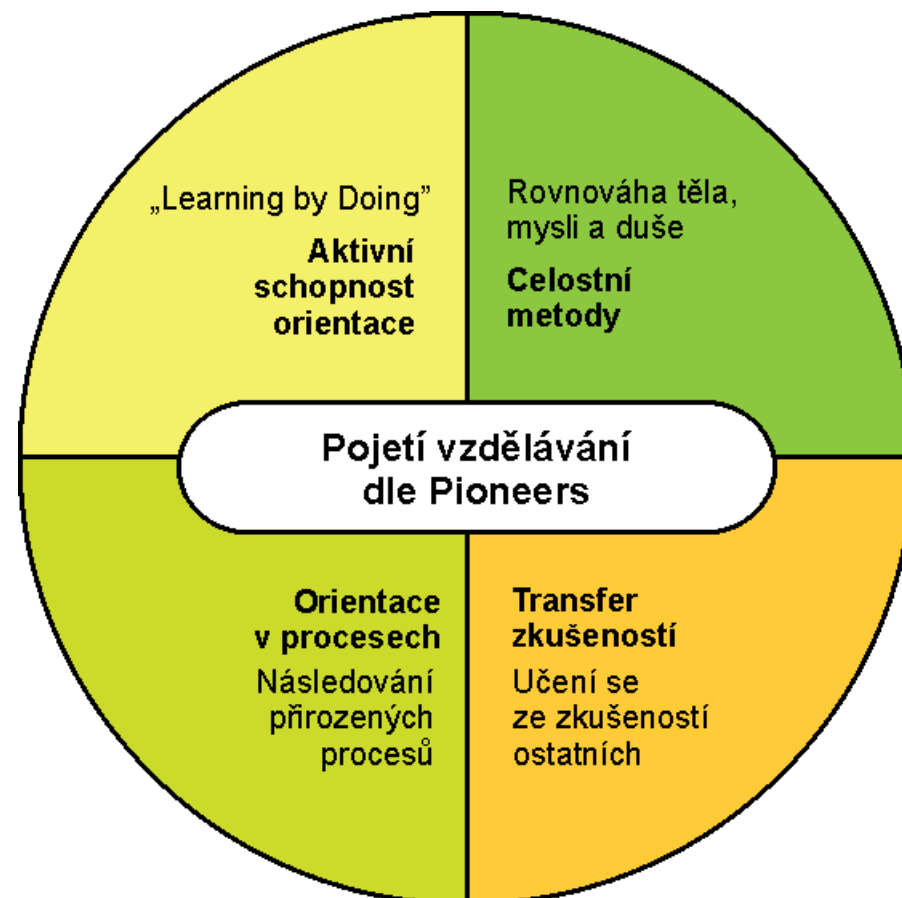 „Learning by Doing”
Aktivní
schopnost
orientace
Rovnováha těla,
mysli a duše
Celostní
metody
Pojetí vzdělávání
dle Pioneers
Orientace
v procesech
Následování
přirozených
procesů
Transfer
zkušeností
Učení se
ze zkušeností
ostatních